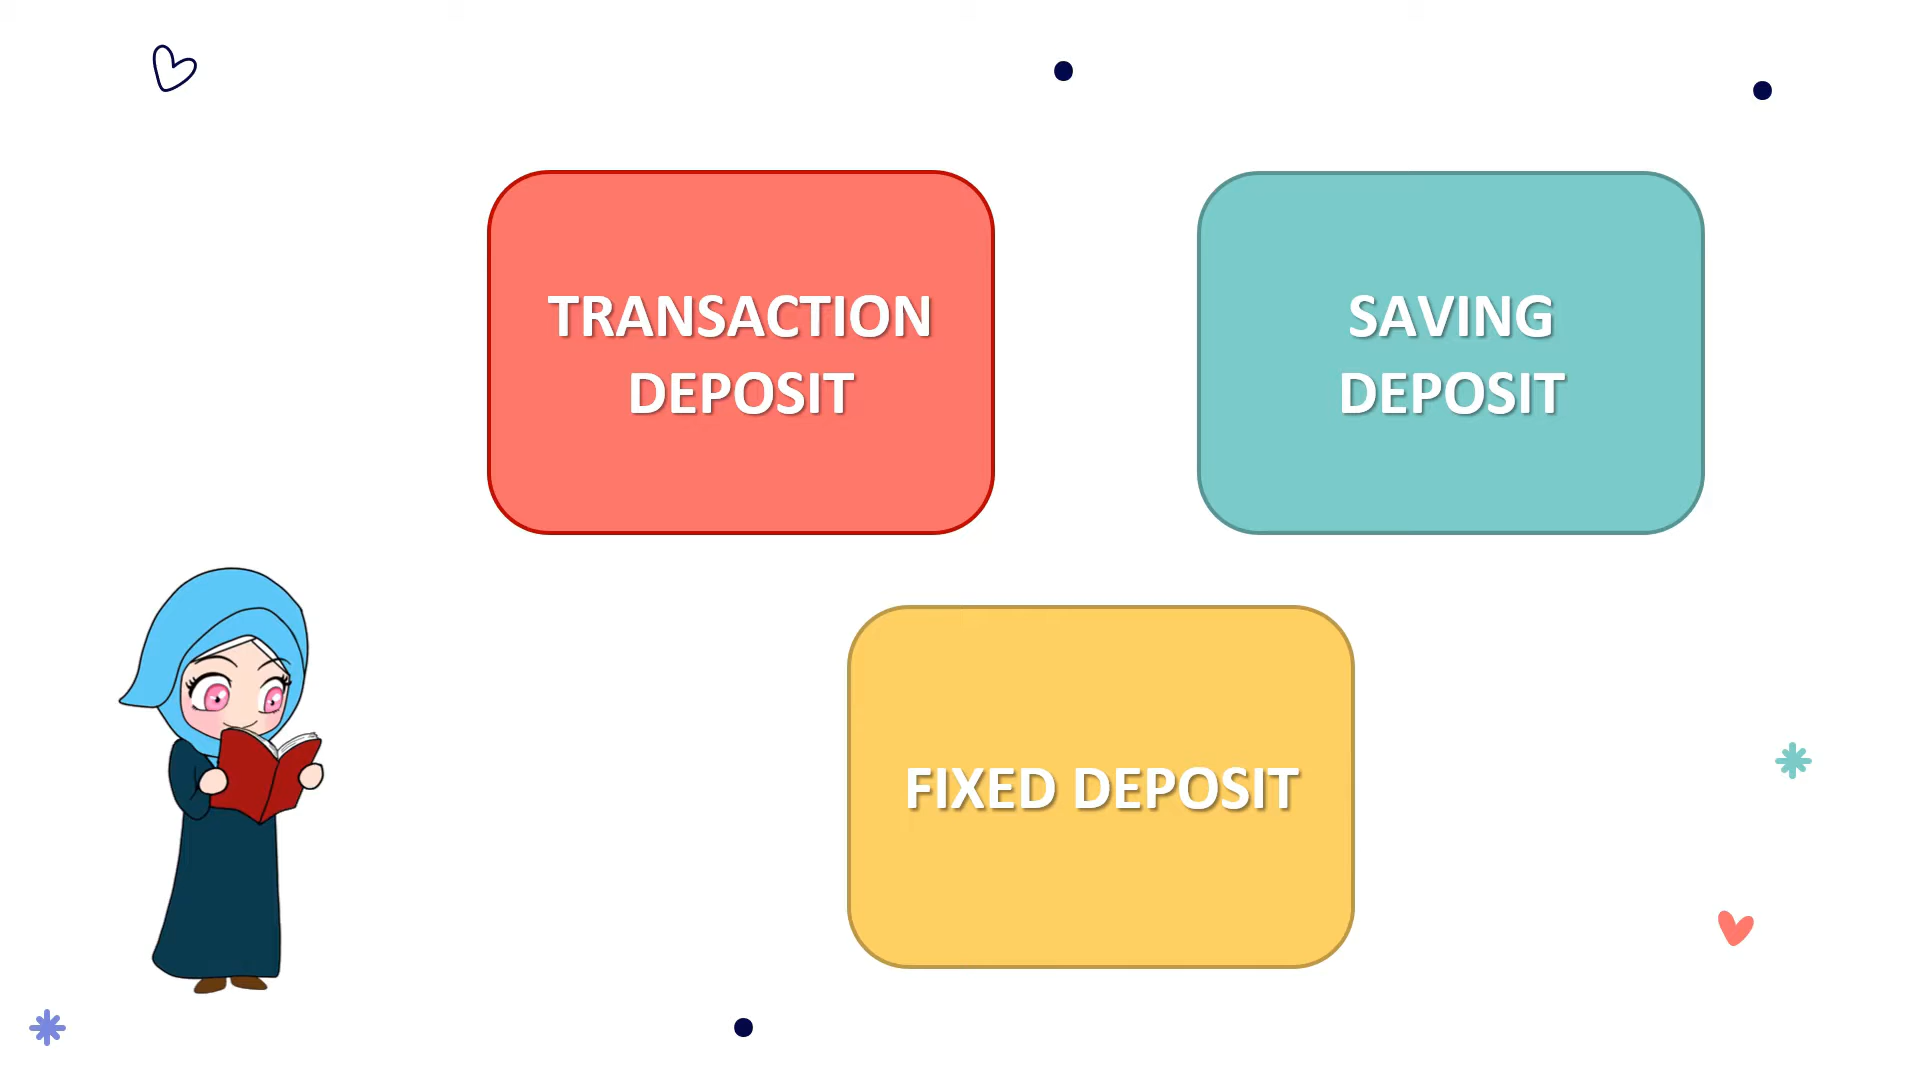 TRANSACTION
DEPOSIT
SAVING
DEPOSIT
FIXED DEPOSIT